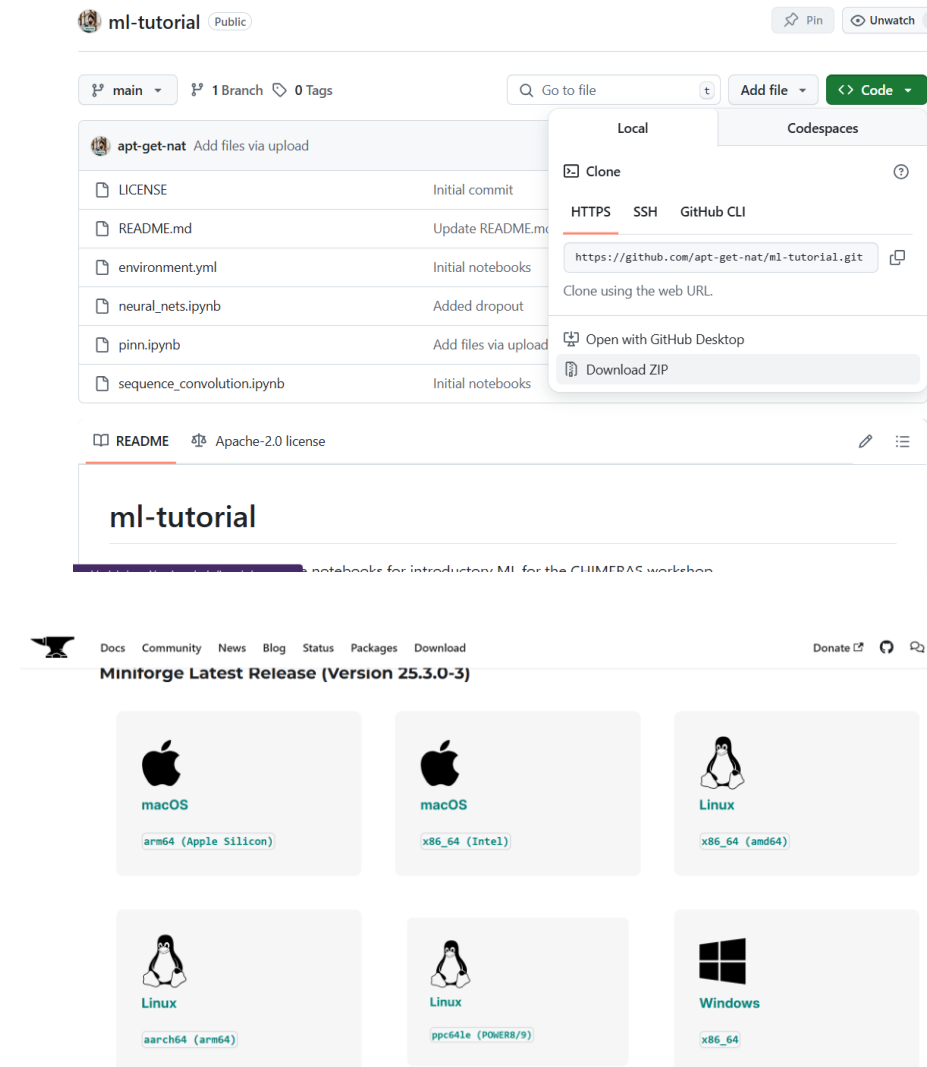 ml-tutorial Public
Pin Unwatch
main 1 Branch 0 Tags
Go to file t Add file Code
Local Codespaces
apt-get-nat Add files via upload
Clone
LICENSE Initial commit
HTTPS SSH GitHub CLI
README.md Update README.m
https://github.com/apt-get-nat/ml-tutorial.git
environment.yml Initial notebooks
Clone using the web URL.
neural_nets.ipynb Added dropout
Open with GitHub Desktop
pinn.ipynb Add files via upload
Download ZIP
sequence_convolution.ipynb Initial notebooks
README Apache-2.0 license
ml-tutorial
notebooks for introductory ML for the CHIMERAS workshop
Docs Community News Blog Status Packages Download Donate
Miniforge Latest Release (Version 25.3.0-3)
macOS macOS Linux
arm64 (Apple Silicon) x86_64 (Intel) x86_64 (amd64)
Linux Linux Windows
aarch64 (arm64) ppc64le (POWER8/9) x86_64